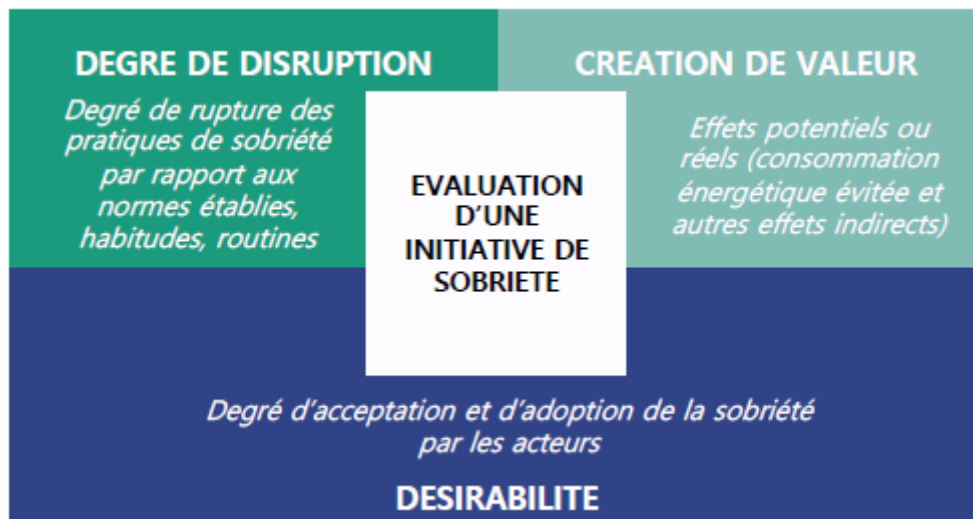 DEGRE DE DISRUPTION
Degré de rupture des
pratiques de sobriété
par rapport aux
normes établies,
habitudes, routines
CREATION DE VALEUR
Effets potentiels ou
réels (consommation
énergétique évitée et
autres effets indirects)
EVALUATION
D'UNE
INITIATIVE DE
SOBRIETE
Degré d'acceptation et d'adoption de la sobriété
par les acteurs
DESIRABILITE